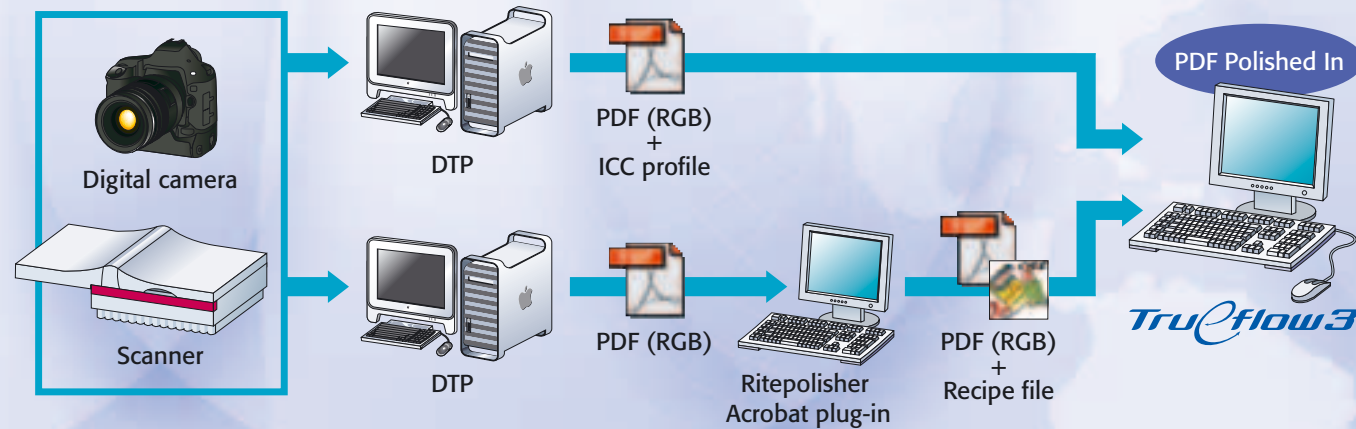 Digital camera
Scanner
DTP
PDF (RGB)
+
ICC profile
DTP
PDF (RGB)
Ritepolisher
Acrobat plug-in
PDF (RGB)
+
Recipe file
PDF Polished In
Trueflow3